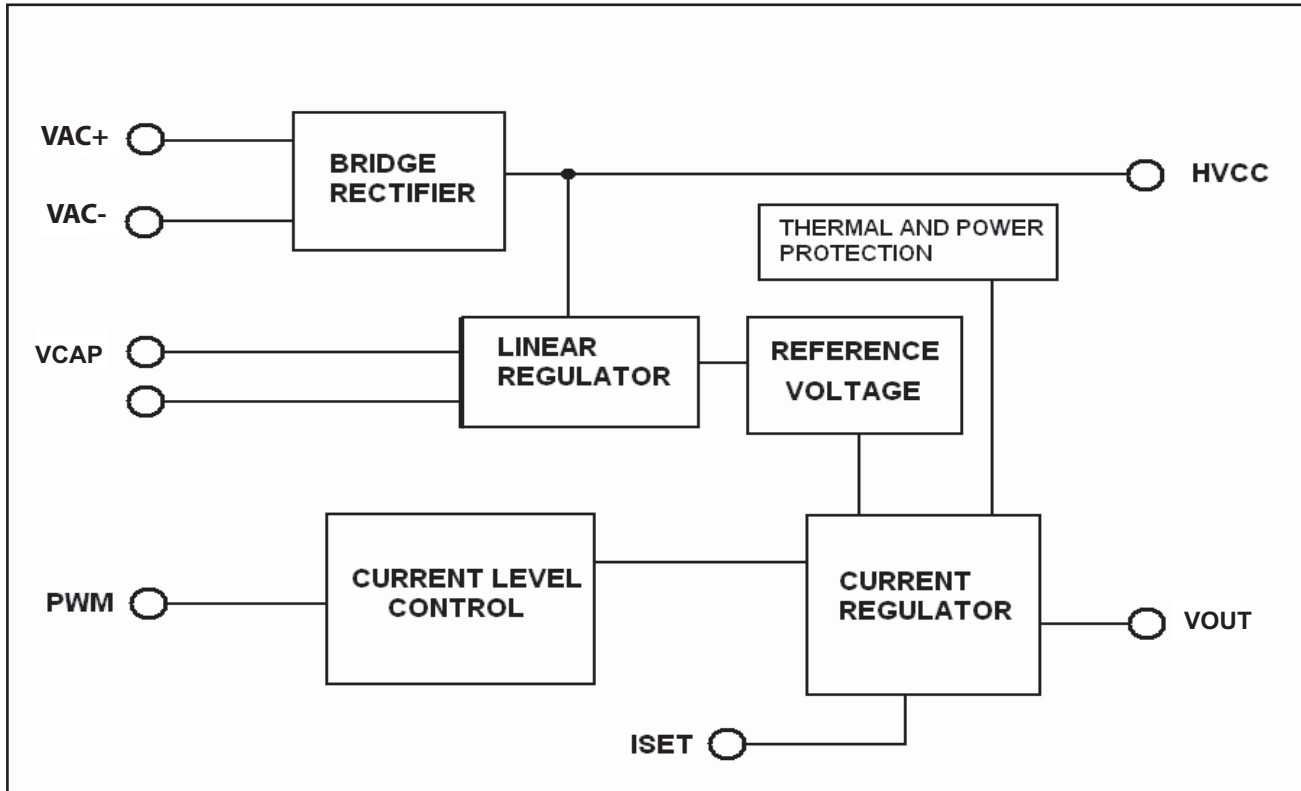 VAC+
VAC-
BRIDGE
RECTIFIER
HVCC
THERMAL AND POWER
PROTECTION
VCAP
LINEAR
REGULATOR
REFERENCE
VOLTAGE
PWM
CURRENT LEVEL
CONTROL
CURRENT
REGULATOR
VOUT
ISET